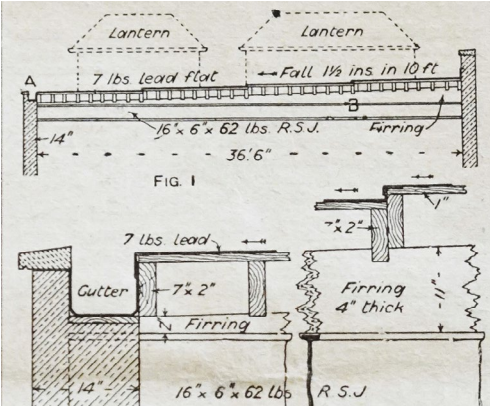 Lantern
Lantern
A
7 lbs. lead flat
Fall 1½ ins. in 10 ft
B
14"
16"x 6"x 62 lbs. R.S.J.
Firring
36'.6"
FIG. 1
7 lbs. lead
1"
7"x 2"
Gutter
7"x 2"
Firring
4" thick
11"
2"
Firring
14"
16"x 6"x 62 lbs R S J